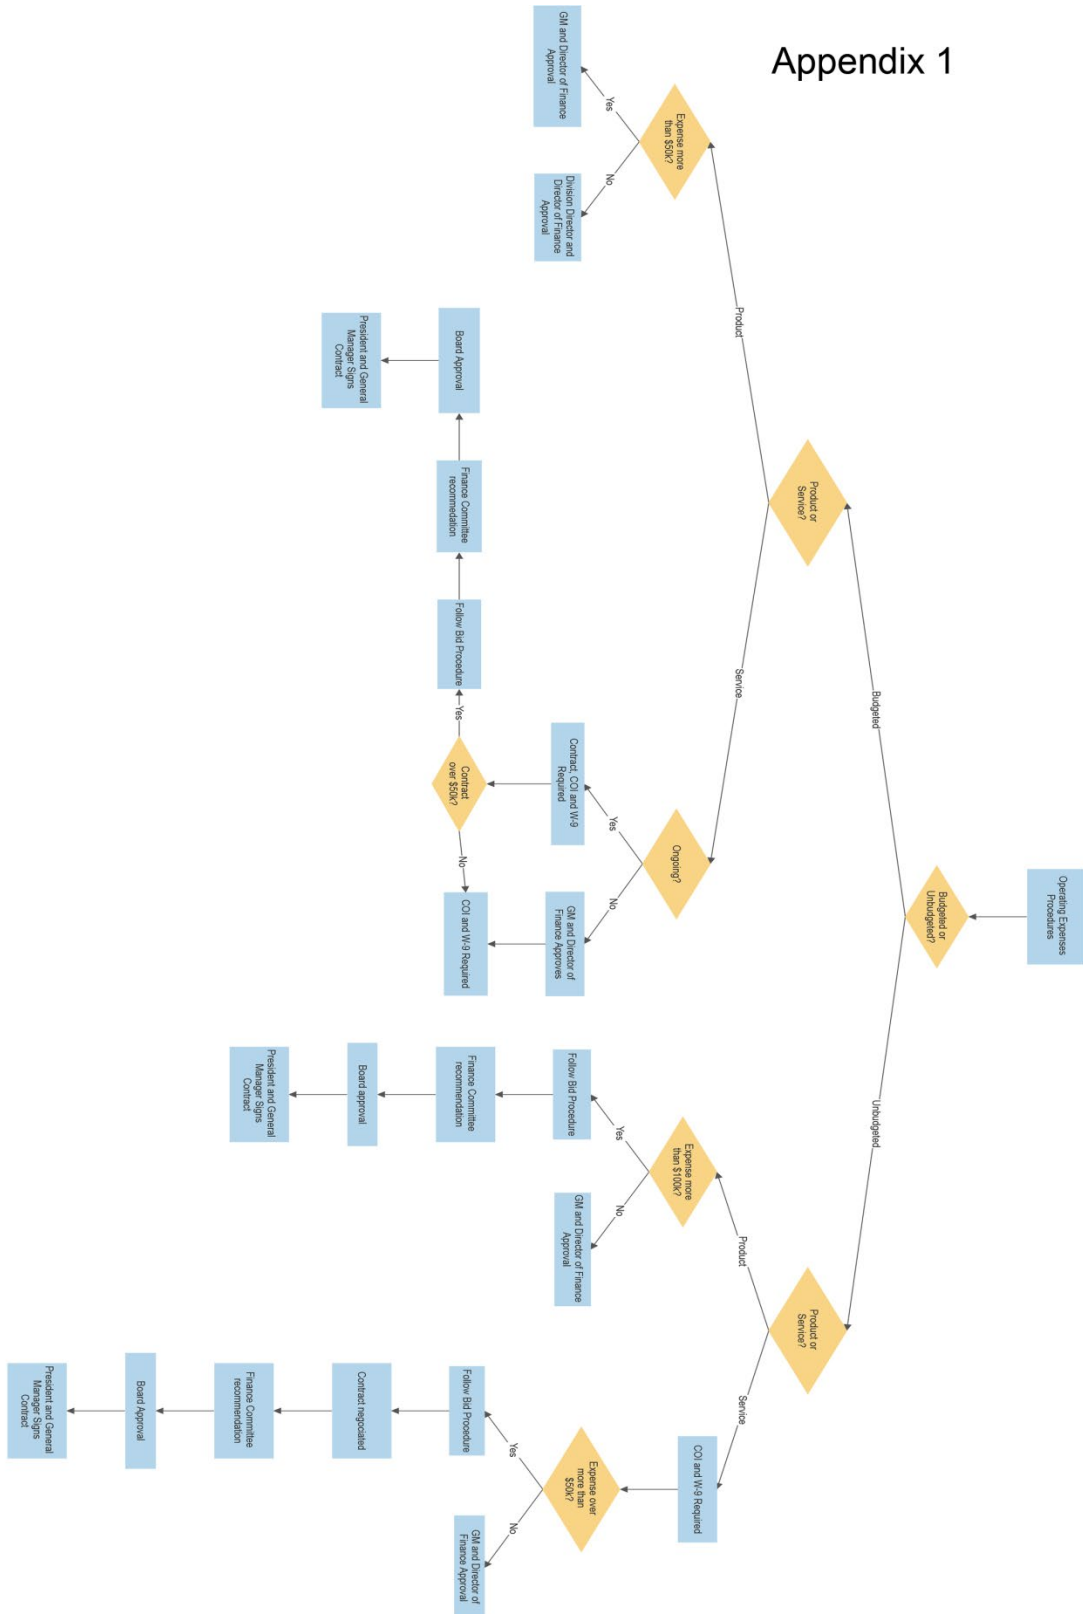 Appendix 1
Operating Expenses
Procedures
Budgeted or
Unbudgeted?
Budgeted
Unbudgeted
Product or
Service?
Product
Service
Expense more
than $50k?
Yes
No
GM and Director of Finance
Approval
Division Director and
Director of Finance
Approval
Ongoing?
Yes
No
Contract, COI and W-9
Required
GM and Director of
Finance Approves
Contract
over $50k?
Yes
No
COI and W-9 Required
Follow Bid Procedure
Finance Committee
recommedation
Board Approval
President and General
Manager Signs
Contract
Product or
Service?
Product
Service
Expense more
than $100k?
Yes
No
Follow Bid Procedure
GM and Director of Finance
Approval
Finance Committee
recommendation
Board approval
President and General
Manager Signs
Contract
COI and W-9 Required
Expense over
more than
$50k?
Yes
No
Follow Bid Procedure
GM and Director of
Finance Approval
Contract negociated
Finance Committee
recommendation
Board Approval
President and General
Manager Signs
Contract